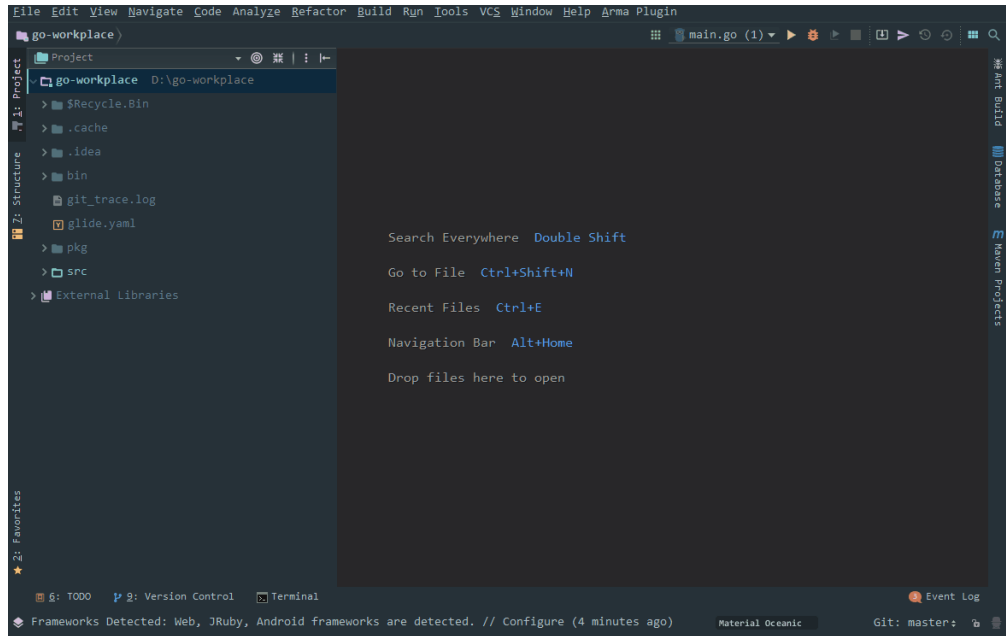 File Edit View Navigate Code Analyze Refactor Build Run Tools VCS Window Help Arma Plugin
go-workplace
main.go (1)
Project
1: Project
go-workplace D:\go-workplace
$Recycle.Bin
.cache
.idea
bin
git_trace.log
glide.yaml
pkg
src
External Libraries
7: Structure
2: Favorites
Search Everywhere Double Shift
Go to File Ctrl+Shift+N
Recent Files Ctrl+E
Navigation Bar Alt+Home
Drop files here to open
Ant Build
Database
m Maven Projects
6: TODO 9: Version Control Terminal
3 Event Log
Frameworks Detected: Web, JRuby, Android frameworks are detected. // Configure (4 minutes ago)
Material Oceanic
Git: master